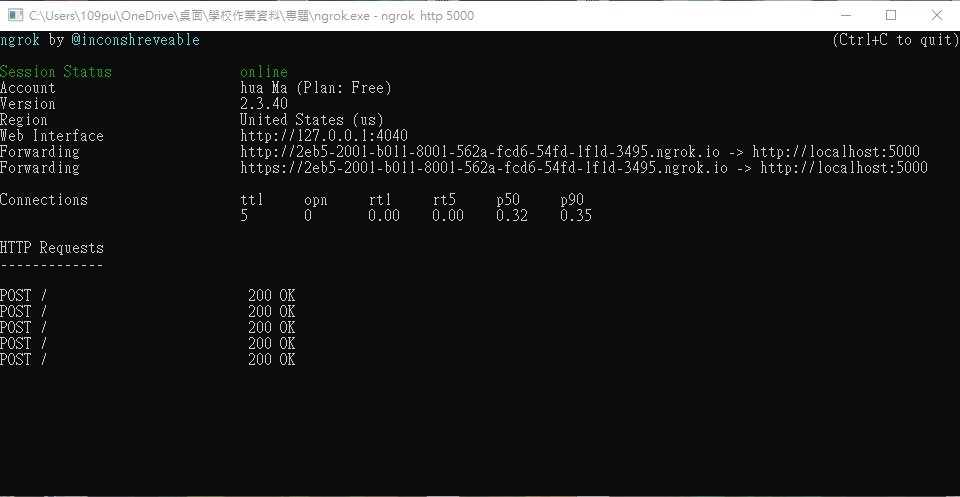 C:\Users\109pu\OneDrive\桌面\學校作業資料\專題\ngrok.exe - ngrok http 5000
ngrok by @inconshreveable (Ctrl+C to quit)
Session Status online
Account hua Ma (Plan: Free)
Version 2.3.40
Region United States (us)
Web Interface http://127.0.0.1:4040
Forwarding http://2eb5-2001-b011-8001-562a-fcd6-54fd-1f1d-3495.ngrok.io -> http://localhost:5000
Forwarding https://2eb5-2001-b011-8001-562a-fcd6-54fd-1f1d-3495.ngrok.io -> http://localhost:5000
Connections ttl opn rt1 rt5 p50 p90
5 0 0.00 0.00 0.32 0.35
HTTP Requests
-------------
POST / 200 OK
POST / 200 OK
POST / 200 OK
POST / 200 OK
POST / 200 OK